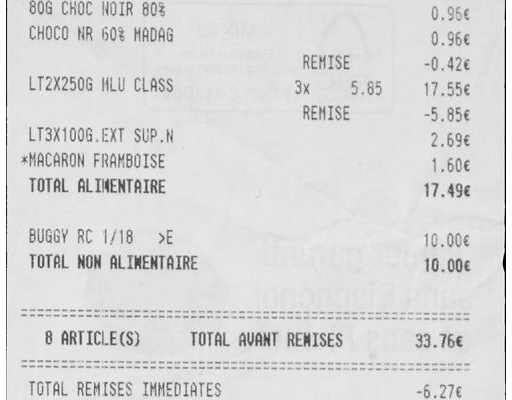 80G CHOC NOIR 80% 0.96€
CHOCO NR 60% MADAG 0.96€
REMISE -0.42€
LT2X250G MLU CLASS 3x 5.85 17.55€
REMISE -5.85€
LT3X100G.EXT SUP.N 2.69€
*MACARON FRAMBOISE 1.60€
TOTAL ALIMENTAIRE 17.49€
BUGGY RC 1/18 >E 10.00€
TOTAL NON ALIMENTAIRE 10.00€
8 ARTICLE(S) TOTAL AVANT REMISES 33.76€
TOTAL REMISES IMMEDIATES -6.27€